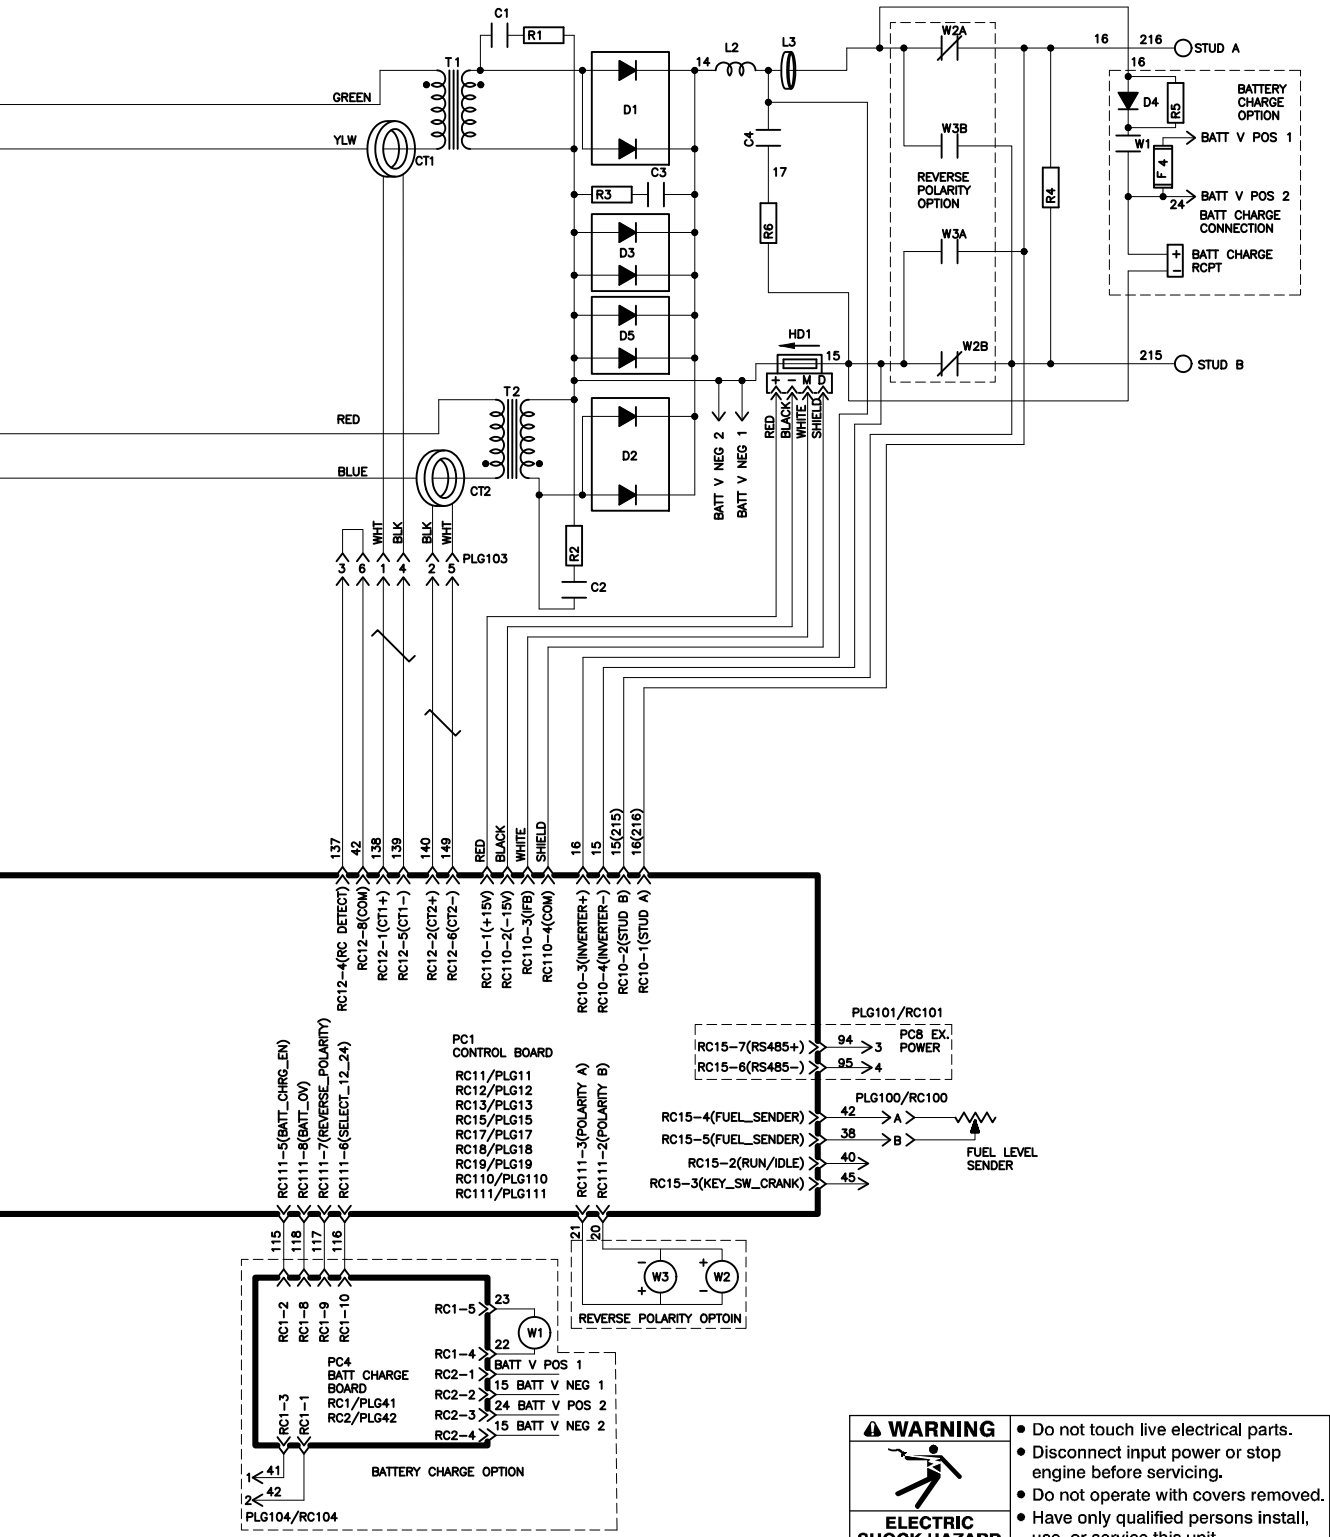 C1
R1
T1
GREEN
YLW
CT1
D1
14
L2
L3
C4
17
R6
C3
R3
D3
D5
W2A
W3B
REVERSE
POLARITY
OPTION
W3A
W2B
R4
16
216
STUD A
16
D4
R5
BATTERY
CHARGE
OPTION
BATT V POS 1
W1
F 4
24
BATT V POS 2
BATT CHARGE
CONNECTION
+
−
BATT CHARGE
RCPT
HD1
15
215
STUD B
+ − M D
RED
BLACK
WHITE
SHIELD
BATT V NEG 2
BATT V NEG 1
T2
RED
BLUE
CT2
D2
R2
C2
WHT
BLK
BLK
WHT
PLG103
3 6 1 4 2 5
137
42
138
139
140
149
RED
BLACK
WHITE
SHIELD
16
15
15(215)
16(216)
RC12-4(RC DETECT)
RC12-8(COM)
RC12-1(CT1+)
RC12-5(CT1-)
RC12-2(CT2+)
RC12-6(CT2-)
RC110-1(+15V)
RC110-2(-15V)
RC110-3(IFB)
RC110-4(COM)
RC10-3(INVERTER+)
RC10-4(INVERTER-)
RC10-2(STUD B)
RC10-1(STUD A)
PC1
CONTROL BOARD
RC11/PLG11
RC12/PLG12
RC13/PLG13
RC15/PLG15
RC17/PLG17
RC18/PLG18
RC19/PLG19
RC110/PLG110
RC111/PLG111
PLG101/RC101
RC15-7(RS485+) 94 3
RC15-6(RS485-) 95 4
PC8 EX.
POWER
PLG100/RC100
RC15-4(FUEL_SENDER) 42 A
RC15-5(FUEL_SENDER) 38 B
FUEL LEVEL
SENDER
RC15-2(RUN/IDLE) 40
RC15-3(KEY_SW_CRANK) 45
RC111-5(BATT_CHRG_EN)
RC111-8(BATT_OV)
RC111-7(REVERSE_POLARITY)
RC111-6(SELECT_12_24)
RC111-3(POLARITY A)
RC111-2(POLARITY B)
115
118
117
116
21
20
− W3 +
+ W2 −
REVERSE POLARITY OPTOIN
RC1-2
RC1-8
RC1-9
RC1-10
RC1-5 23
W1
RC1-4 22
RC2-1 BATT V POS 1
RC2-2 15 BATT V NEG 1
RC2-3 24 BATT V POS 2
RC2-4 15 BATT V NEG 2
PC4
BATT CHARGE
BOARD
RC1/PLG41
RC2/PLG42
RC1-3
RC1-1
1 41
2 42
PLG104/RC104
BATTERY CHARGE OPTION
WARNING
ELECTRIC
SHOCK HAZARD
● Do not touch live electrical parts.
● Disconnect input power or stop
engine before servicing.
● Do not operate with covers removed.
● Have only qualified persons install,
use, or service this unit.